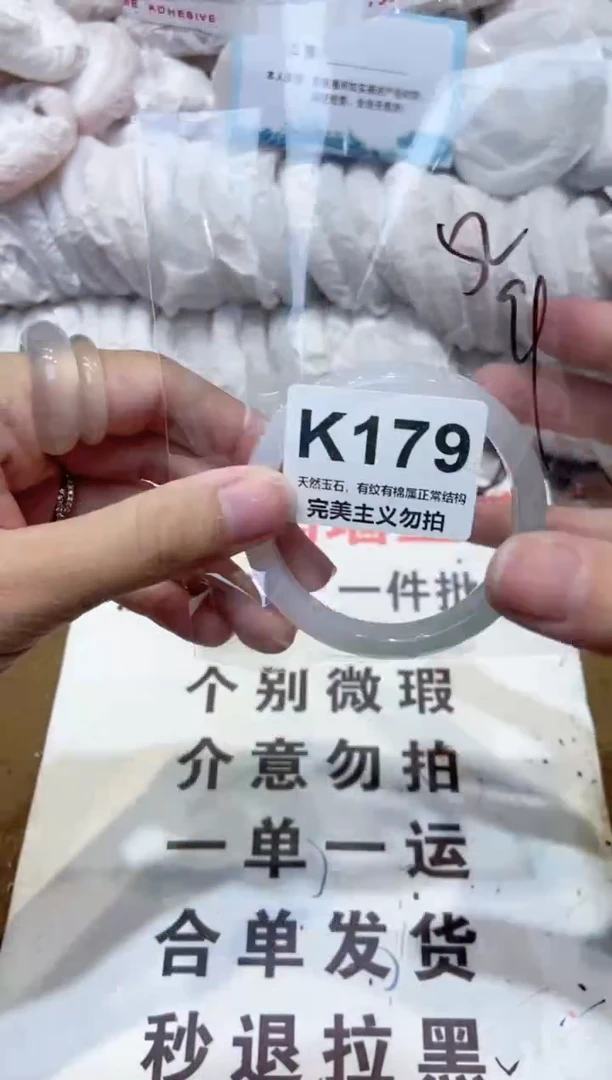 KOHESIVE
K179
天然玉石，有纹有棉属正常结构
完美主义勿拍
一件批
个别微瑕
介意勿拍
一单一运
合单发货
秒退拉黑